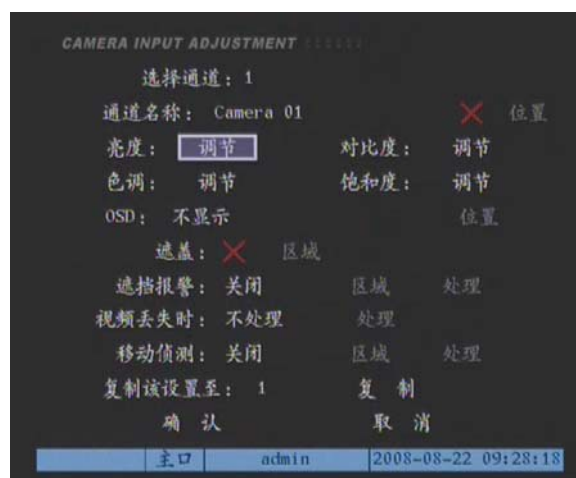 CAMERA INPUT ADJUSTMENT
选择通道： 1
通道名称： Camera 01 位置
亮度： 调节 对比度： 调节
色调： 调节 饱和度： 调节
OSD： 不显示 位置
遮盖： 区域
遮挡报警： 关闭 区域 处理
视频丢失时： 不处理 处理
移动侦测： 关闭 区域 处理
复制该设置至： 1 复 制
确 认 取 消
主口 admin 2008-08-22 09:28:18